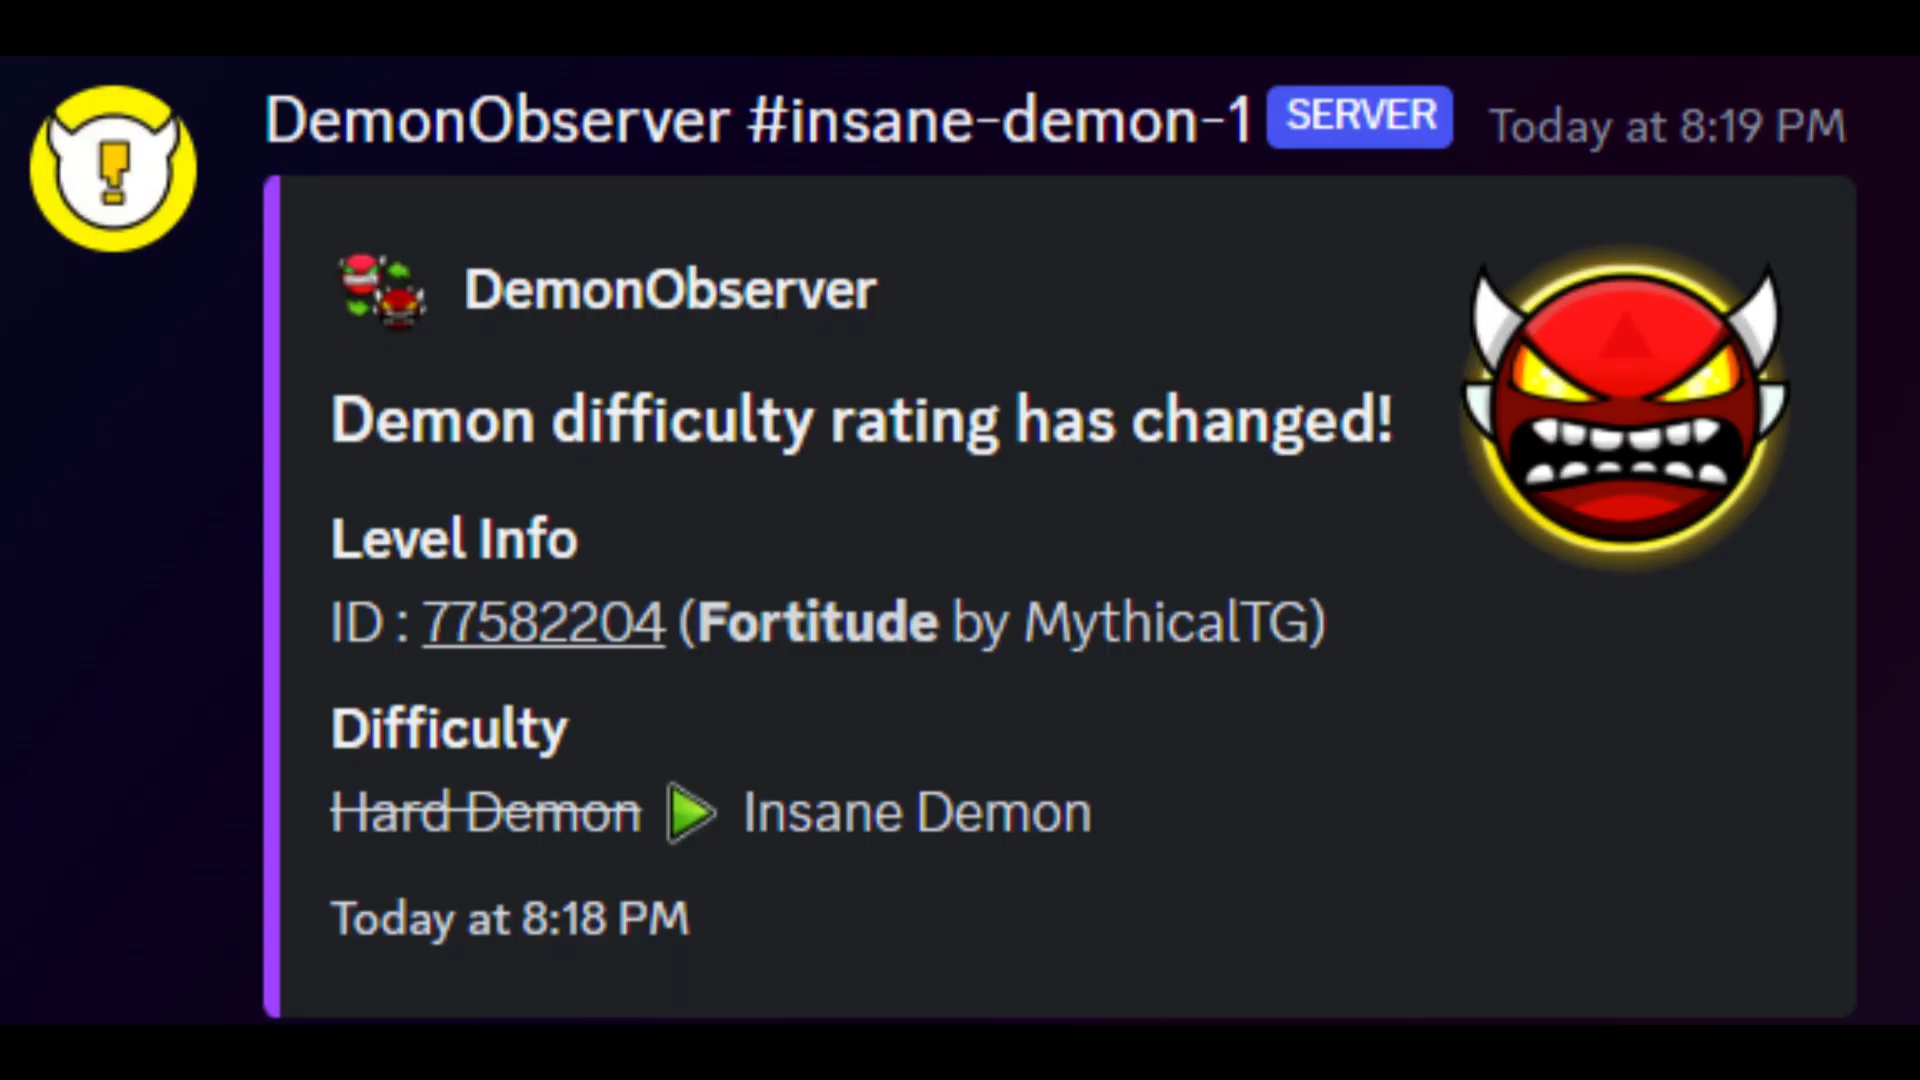 DemonObserver #insane-demon-1 SERVER Today at 8:19 PM
DemonObserver
Demon difficulty rating has changed!
Level Info
ID : 77582204 (Fortitude by MythicalTG)
Difficulty
Hard Demon Insane Demon
Today at 8:18 PM